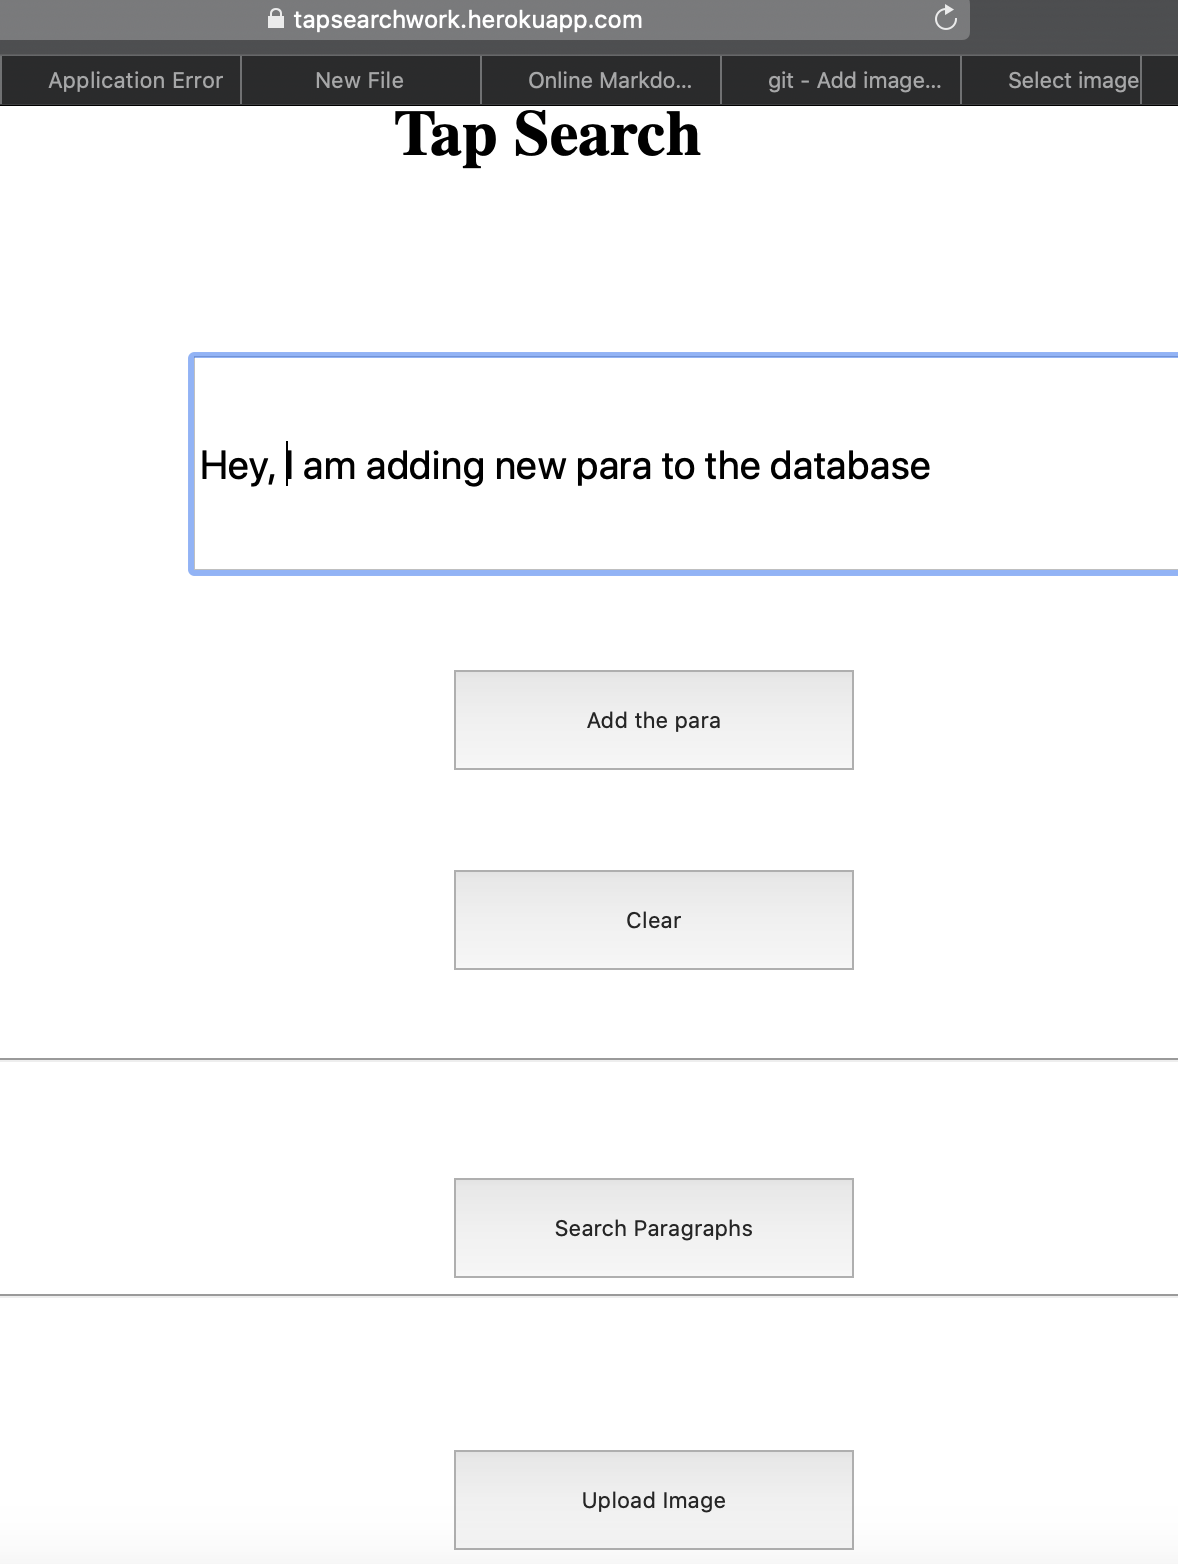 tapsearchwork.herokuapp.com
Application Error New File Online Markdo... git - Add image... Select image
Tap Search
Hey, I am adding new para to the database
Add the para
Clear
Search Paragraphs
Upload Image